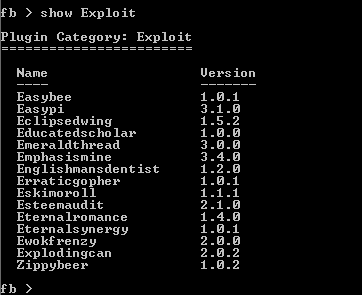 fb > show Exploit
Plugin Category: Exploit
========================
Name Version
---- -------
Easybee 1.0.1
Easypi 3.1.0
Eclipsedwing 1.5.2
Educatedscholar 1.0.0
Emeraldthread 3.0.0
Emphasismine 3.4.0
Englishmansdentist 1.2.0
Erraticgopher 1.0.1
Eskimoroll 1.1.1
Esteemaudit 2.1.0
Eternalromance 1.4.0
Eternalsynergy 1.0.1
Ewokfrenzy 2.0.0
Explodingcan 2.0.2
Zippybeer 1.0.2
fb >